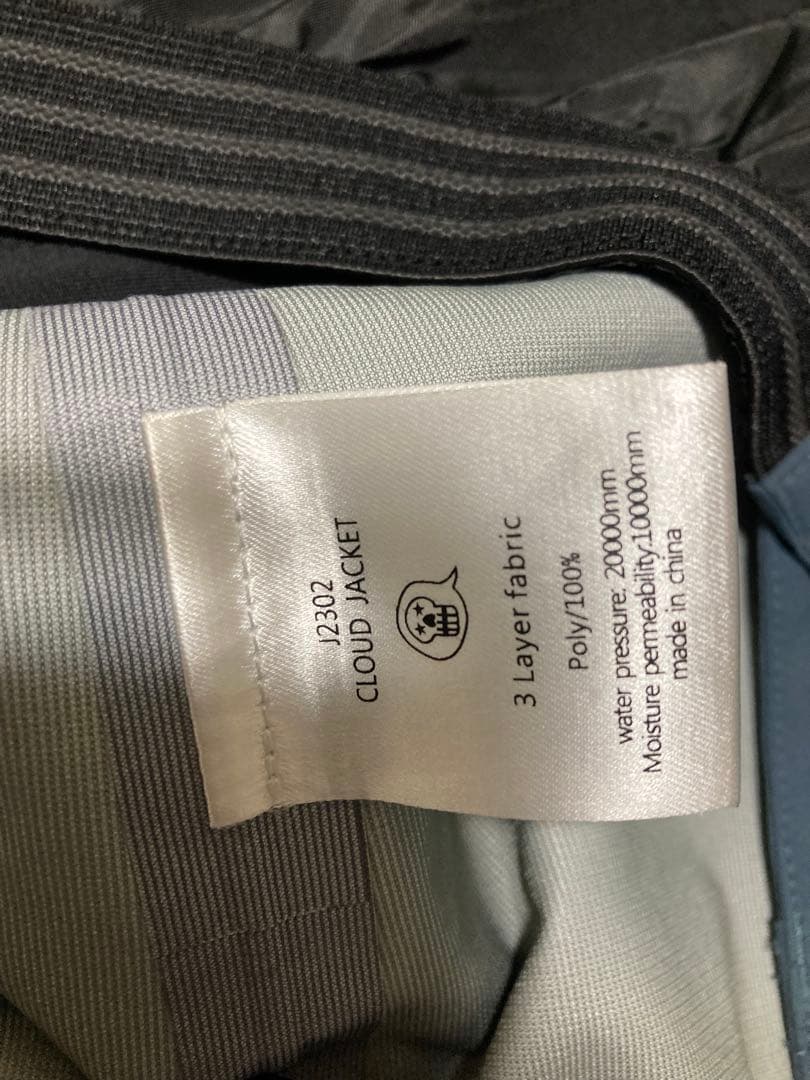 J2302
CLOUD JACKET
3 Layer fabric
Poly/100%
water pressure: 20000mm
Moisture permeability:10000mm
made in china